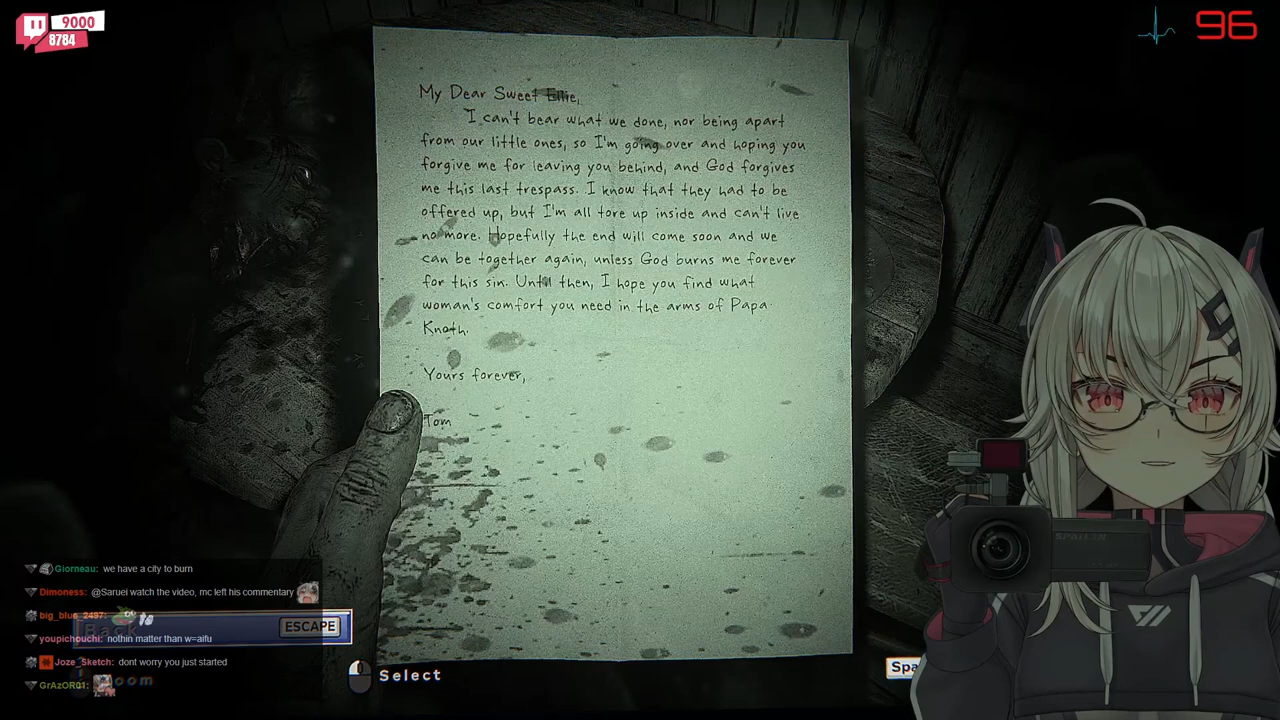 9000
8784
96
My Dear Sweet Ellie,
I can't bear what we done, nor being apart
from our little ones, so I'm going over and hoping you
forgive me for leaving you behind, and God forgives
me this last trespass. I know that they had to be
offered up, but I'm all tore up inside and can't live
no more. Hopefully the end will come soon and we
can be together again, unless God burns me forever
for this sin. Until then, I hope you find what
woman's comfort you need in the arms of Papa
Knoth.
Yours forever,
Tom
Giorneau: we have a city to burn
Dimoness: @Saruei watch the video, mc left his commentary
big_blue_2497:
Back
ESCAPE
youpichouchi: nothin matter than w=aifu
Joze_Sketch: dont worry you just started
GrAzOR01:
oom
Select
Spa